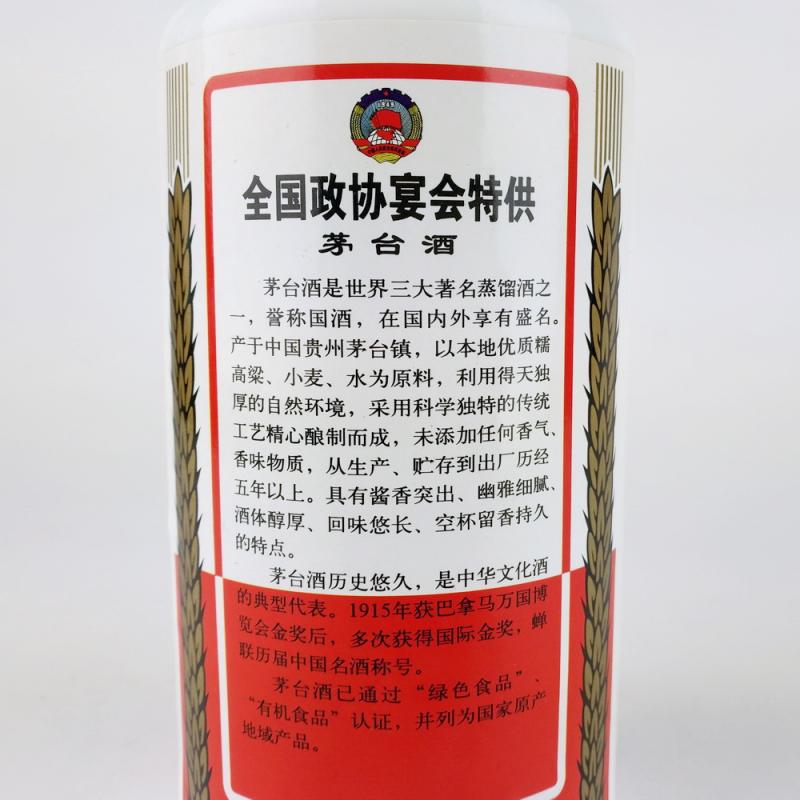 全国政协宴会特供
茅台酒
茅台酒是世界三大著名蒸馏酒之
一，誉称国酒，在国内外享有盛名。
产于中国贵州茅台镇，以本地优质糯
高粱、小麦、水为原料，利用得天独
厚的自然环境，采用科学独特的传统
工艺精心酿制而成，未添加任何香气、
香味物质，从生产、贮存到出厂历经
五年以上。具有酱香突出、幽雅细腻、
酒体醇厚、回味悠长、空杯留香持久
的特点。
茅台酒历史悠久，是中华文化酒
的典型代表。1915年获巴拿马万国博
览会金奖后，多次获得国际金奖，蝉
联历届中国名酒称号。
茅台酒已通过“绿色食品”、
“有机食品”认证，并列为国家原产
地域产品。